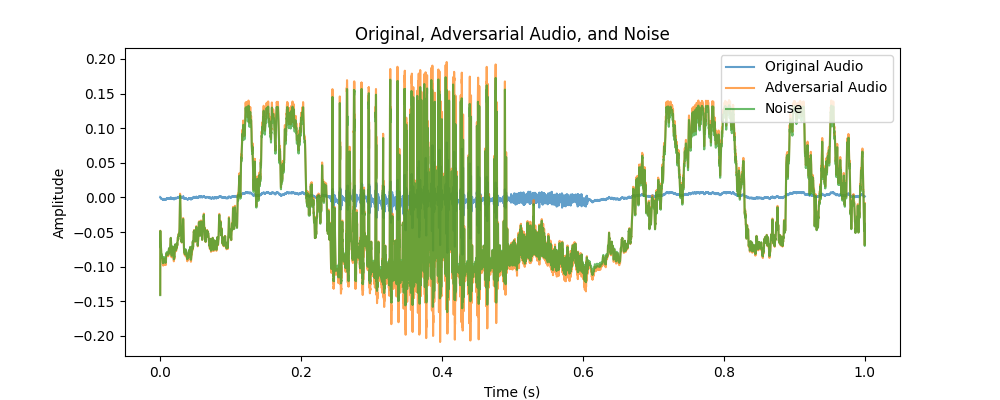 Original, Adversarial Audio, and Noise
Original Audio
Adversarial Audio
Noise
Amplitude
0.20
0.15
0.10
0.05
0.00
−0.05
−0.10
−0.15
−0.20
0.0 0.2 0.4 0.6 0.8 1.0
Time (s)